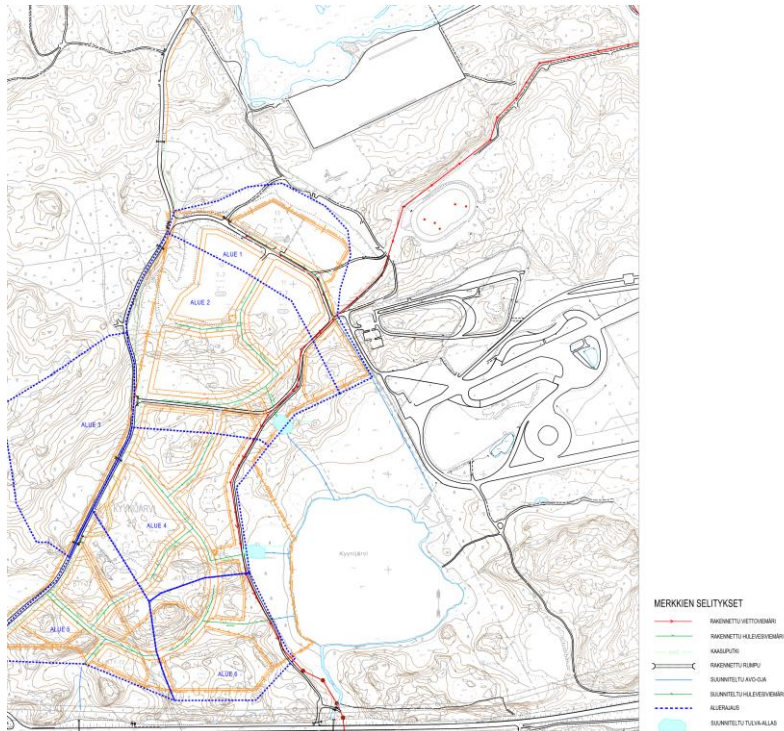 ALUE 1
ALUE 2
ALUE 3
KYYNIJÄRVI
ALUE 4
Kyynijärvi
ALUE 5
ALUE 6
MERKKIEN SELITYKSET
RAKENNETTU VIETTOVIEMÄRI
RAKENNETTU HULEVESIVIEMÄRI
KAASUPUTKI
RAKENNETTU RUMPU
SUUNNITELTU AVO-OJA
SUUNNITELTU HULEVESIVIEMÄRI
ALUERAJAUS
SUUNNITELTU TULVA-ALLAS